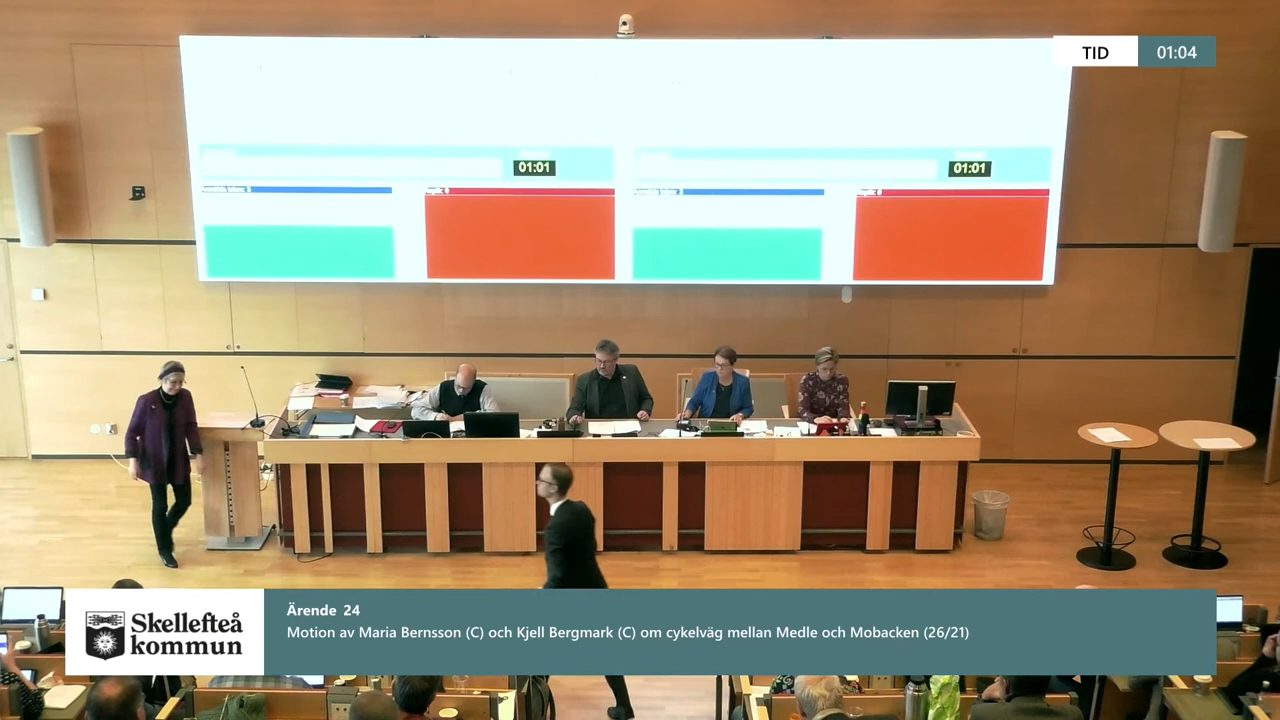 TID 01:04
01:01 01:01
Ärende 24
Motion av Maria Bernsson (C) och Kjell Bergmark (C) om cykelväg mellan Medle och Mobacken (26/21)
Skellefteå
kommun